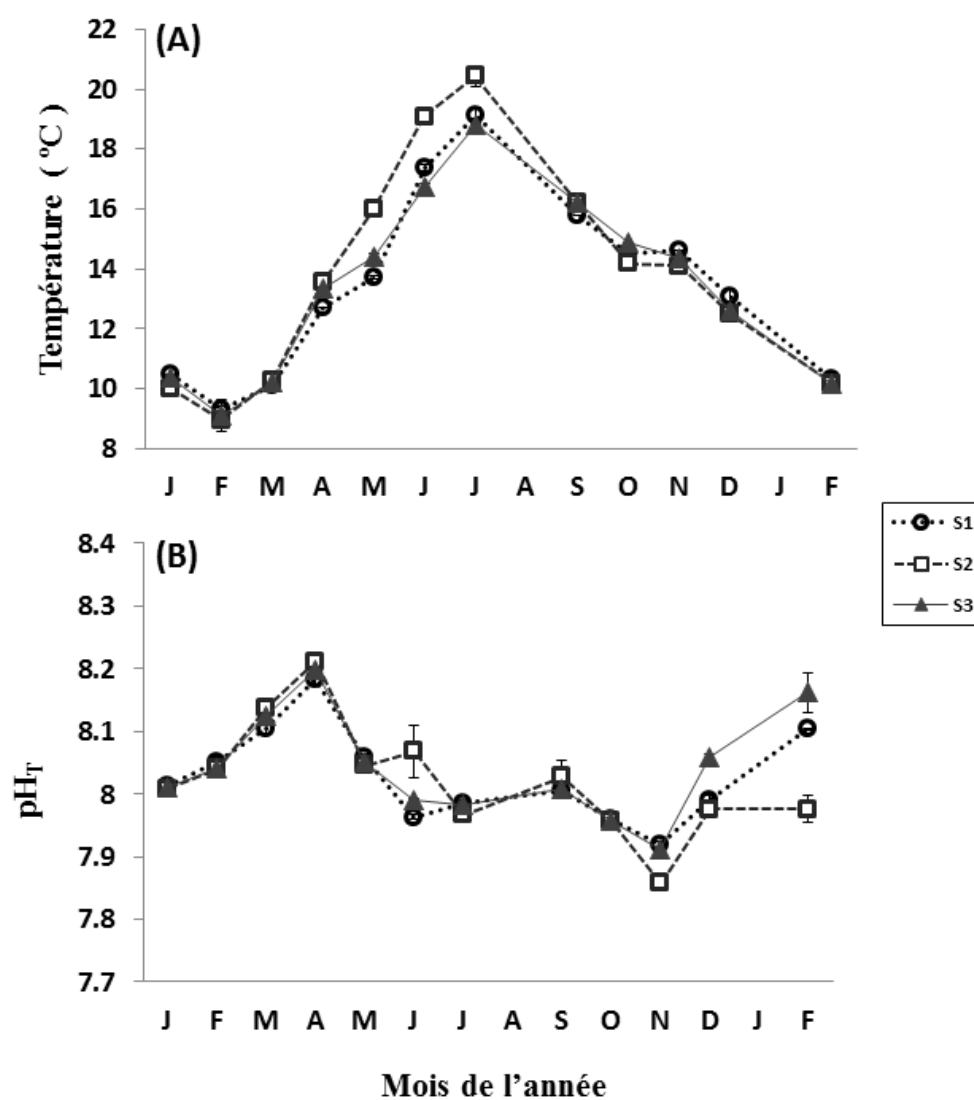 (A)
Température ( ºC )
22
20
18
16
14
12
10
8
J F M A M J J A S O N D J F
S1
S2
S3
(B)
pHT
8.4
8.3
8.2
8.1
8
7.9
7.8
7.7
J F M A M J J A S O N D J F
Mois de l'année